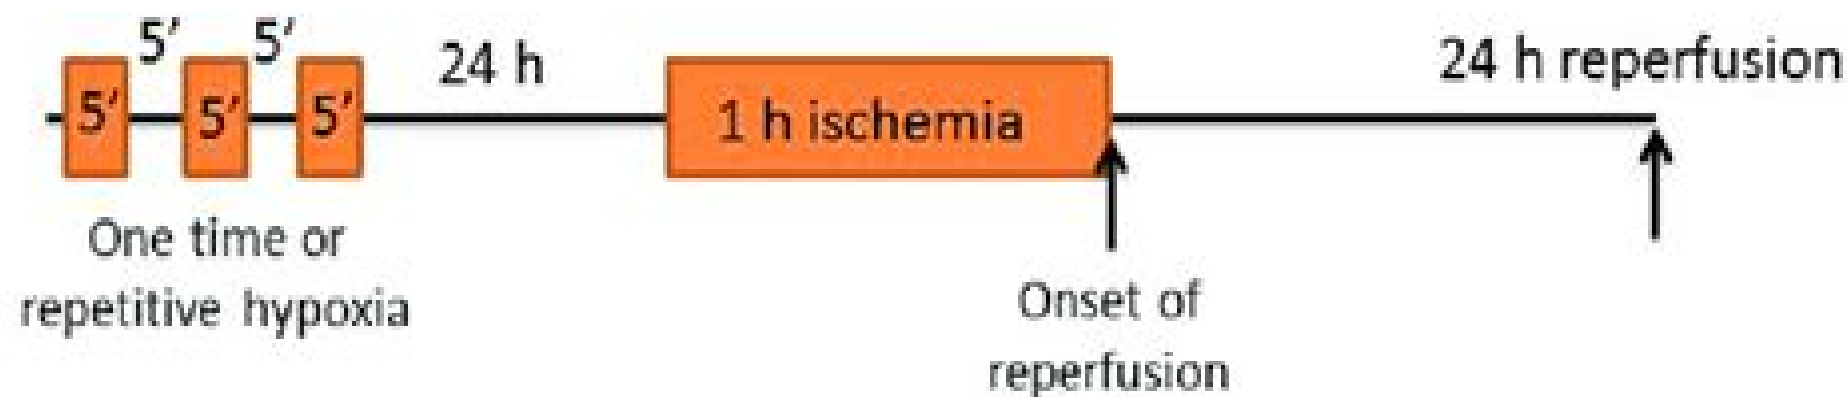 5′ 5′
24 h
24 h reperfusion
5′ 5′ 5′
1 h ischemia
One time or
repetitive hypoxia
Onset of
reperfusion